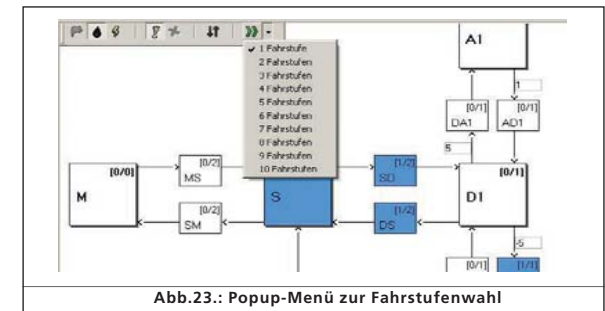 A1
✓ 1 Fahrstufe
2 Fahrstufen
3 Fahrstufen
4 Fahrstufen
5 Fahrstufen
6 Fahrstufen
7 Fahrstufen
8 Fahrstufen
9 Fahrstufen
10 Fahrstufen
1
[0/1]
DA1
[0/1]
AD1
5
[0/0]
M
[0/2]
MS
S
[1/2]
SD
[0/1]
D1
[0/2]
SM
[1/2]
DS
-5
[0/1]
[1/1]
Abb.23.: Popup-Menü zur Fahrstufenwahl